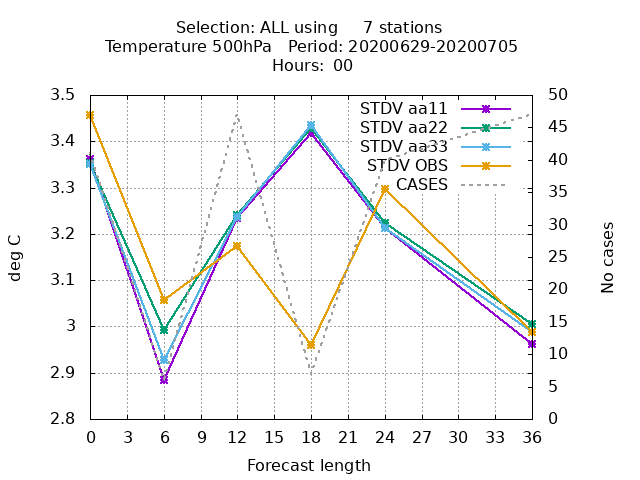 Selection: ALL using     7 stations
Temperature 500hPa   Period: 20200629-20200705
Hours:  00
STDV aa11
STDV aa22
STDV aa33
STDV OBS
CASES
deg C
3.5
3.4
3.3
3.2
3.1
3
2.9
2.8
No cases
50
45
40
35
30
25
20
15
10
5
0
0 3 6 9 12 15 18 21 24 27 30 33 36
Forecast length